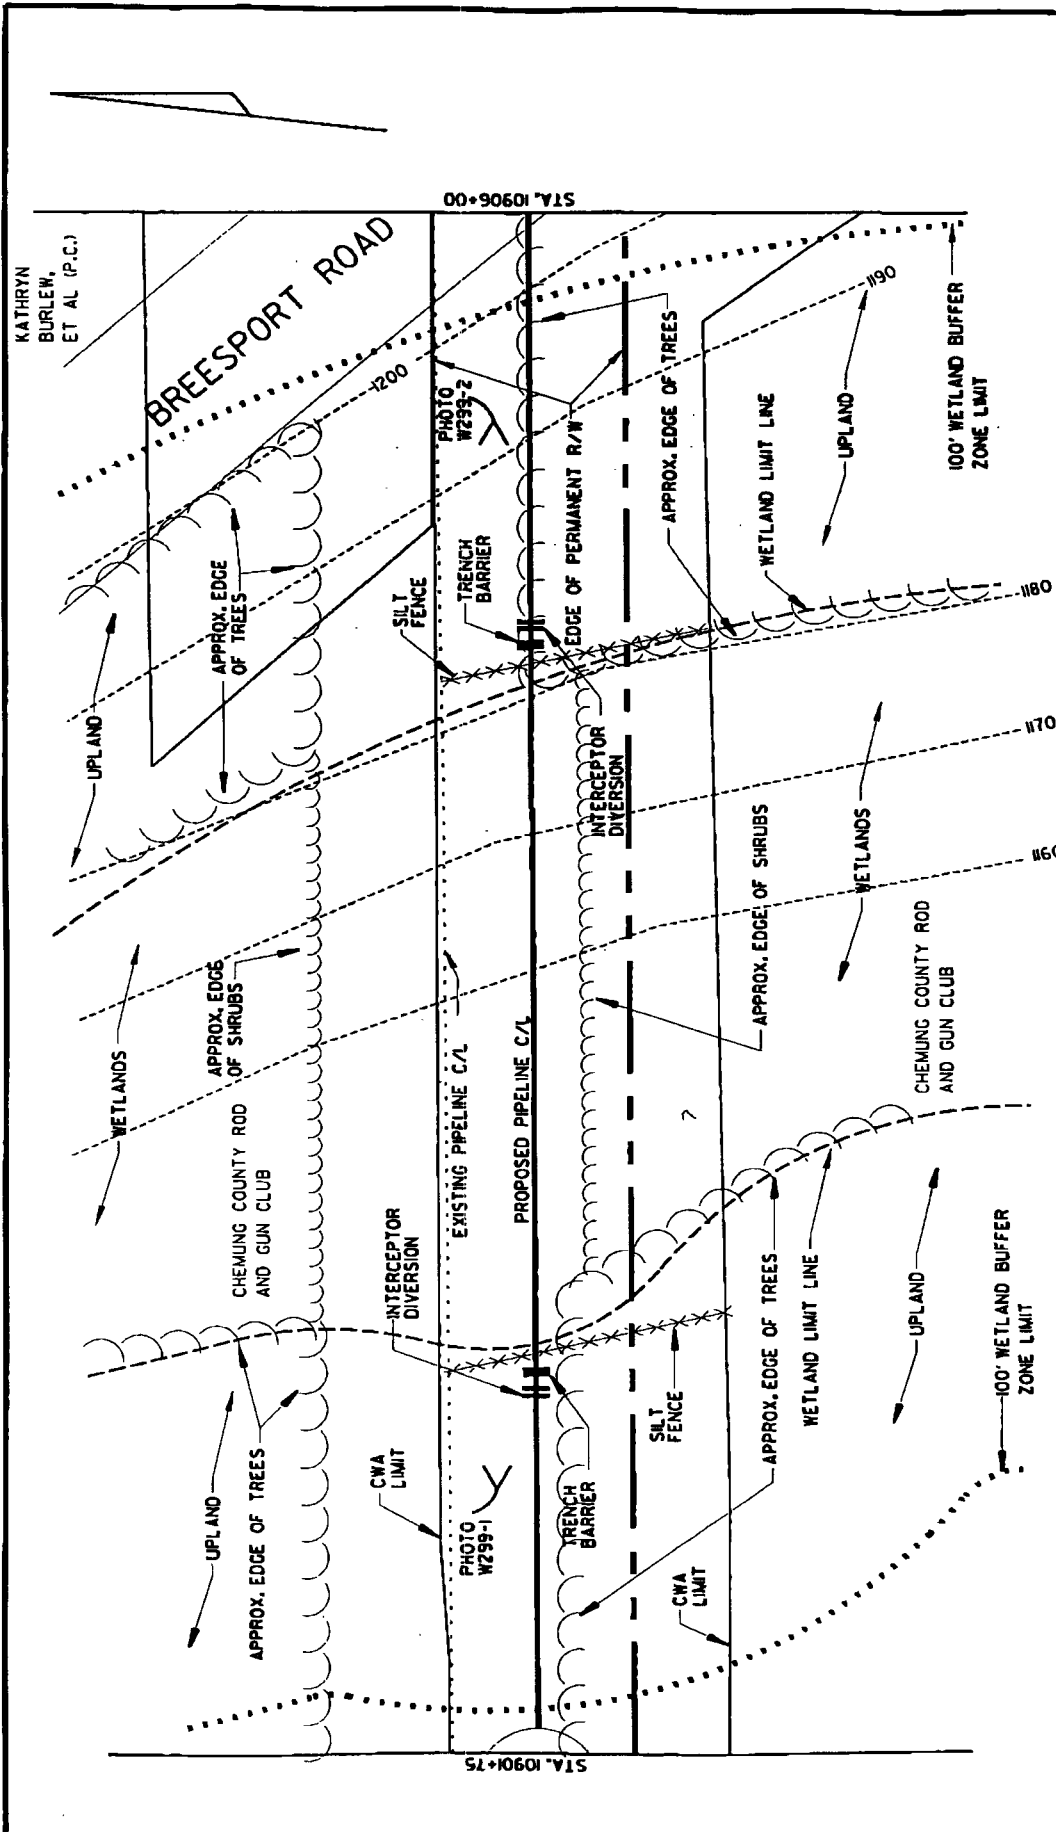 KATHRYN
BURLEW,
ET AL (P.C.)
STA. 10906+00
BREESPORT ROAD
1200
1190
PHOTO
W299-2
EDGE OF PERMANENT R/W
APPROX. EDGE OF TREES
100' WETLAND BUFFER
ZONE LIMIT
UPLAND
WETLAND LIMIT LINE
UPLAND
APPROX. EDGE
OF TREES
SILT
FENCE
TRENCH
BARRIER
INTERCEPTOR
DIVERSION
1180
1170
1160
WETLANDS
APPROX. EDGE OF SHRUBS
WETLANDS
APPROX. EDGE
OF SHRUBS
CHEMUNG COUNTY ROD
AND GUN CLUB
EXISTING PIPELINE C/L
PROPOSED PIPELINE C/L
?
CHEMUNG COUNTY ROD
AND GUN CLUB
INTERCEPTOR
DIVERSION
UPLAND
APPROX. EDGE OF TREES
CWA
LIMIT
PHOTO
W299-1
TRENCH
BARRIER
SILT
FENCE
CWA
LIMIT
APPROX. EDGE OF TREES
WETLAND LIMIT LINE
UPLAND
100' WETLAND BUFFER
ZONE LIMIT
STA. 10901+75